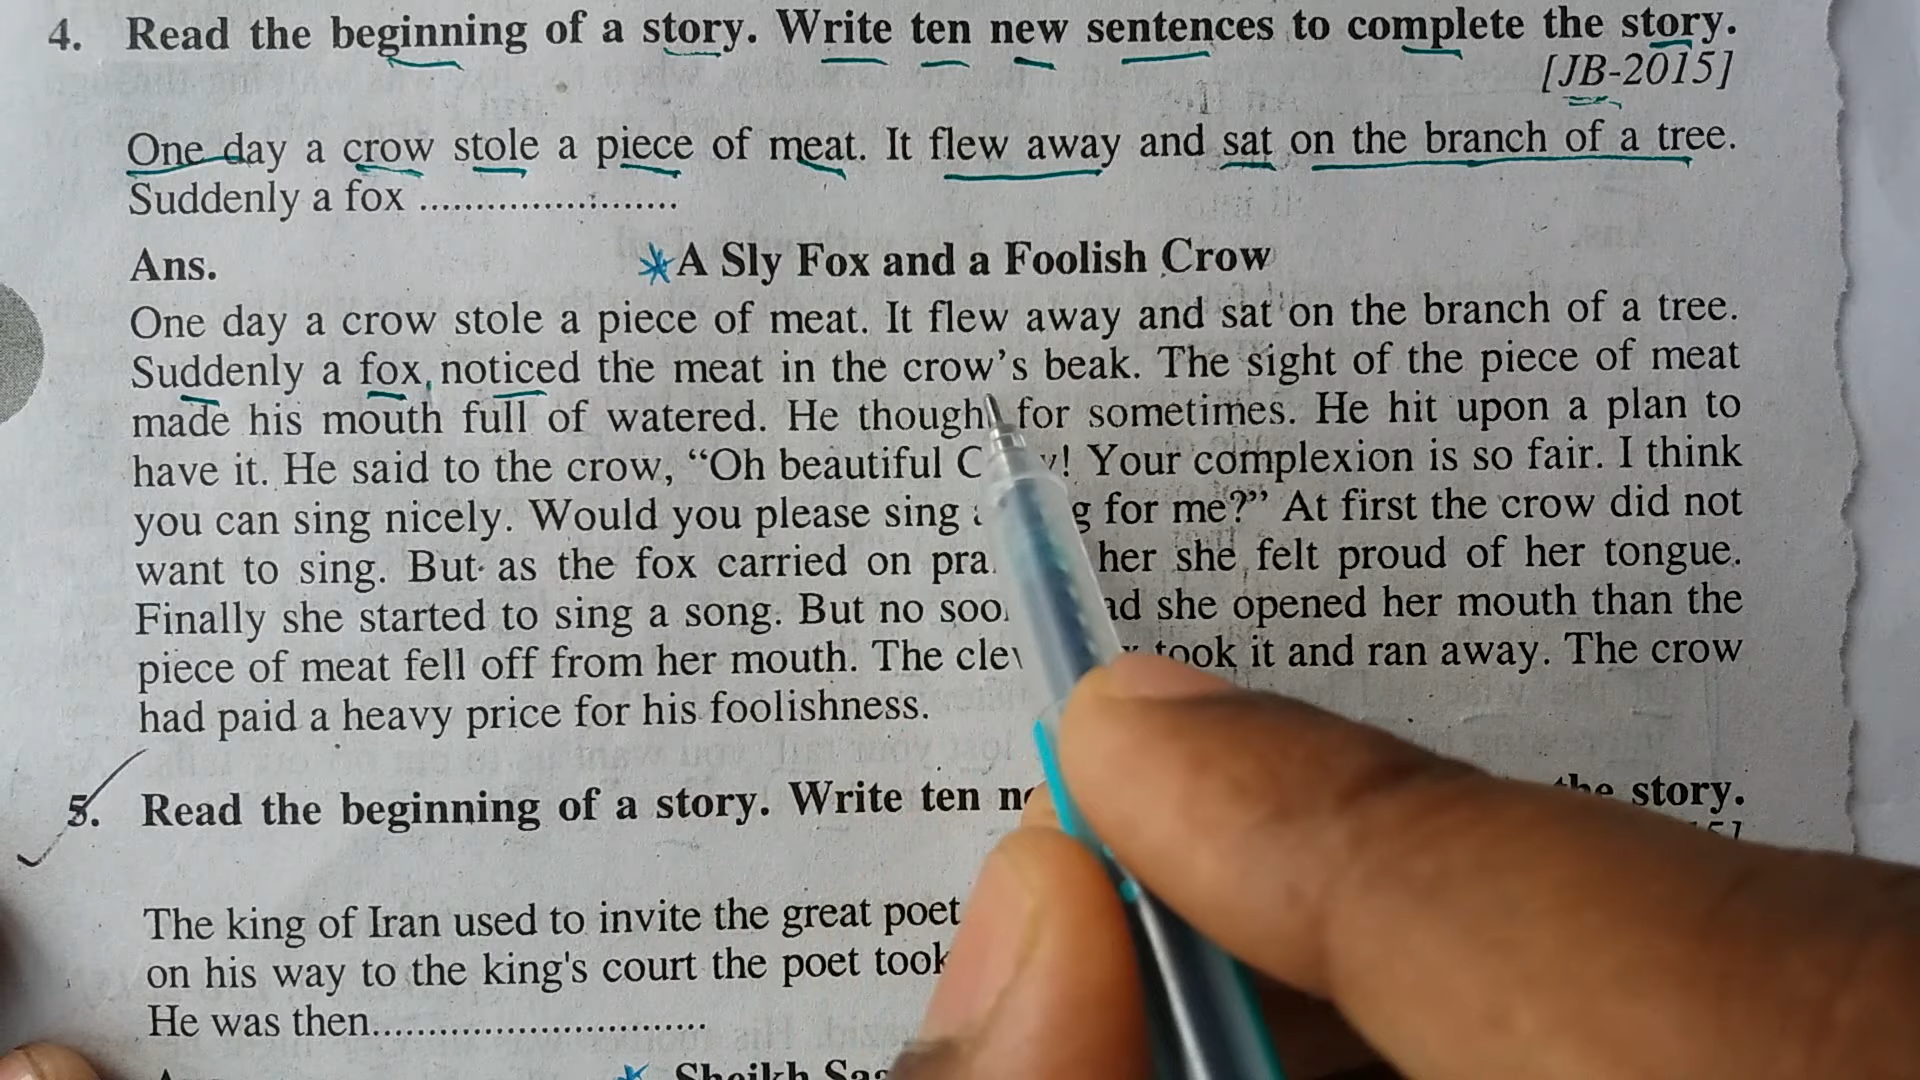 4. Read the beginning of a story. Write ten new sentences to complete the story.
[JB-2015]
One day a crow stole a piece of meat. It flew away and sat on the branch of a tree.
Suddenly a fox ........................
Ans. *A Sly Fox and a Foolish Crow
One day a crow stole a piece of meat. It flew away and sat on the branch of a tree.
Suddenly a fox noticed the meat in the crow's beak. The sight of the piece of meat
made his mouth full of watered. He though for sometimes. He hit upon a plan to
have it. He said to the crow, “Oh beautiful Your complexion is so fair. I think
you can sing nicely. Would you please sing for me?” At first the crow did not
want to sing. But as the fox carried on her she felt proud of her tongue.
Finally she started to sing a song. But no she opened her mouth than the
piece of meat fell off from her mouth. The took it and ran away. The crow
had paid a heavy price for his foolishness.
5. Read the beginning of a story. Write ten the story.
The king of Iran used to invite the great poet
on his way to the king's court the poet took
He was then..............................
* Sheikh